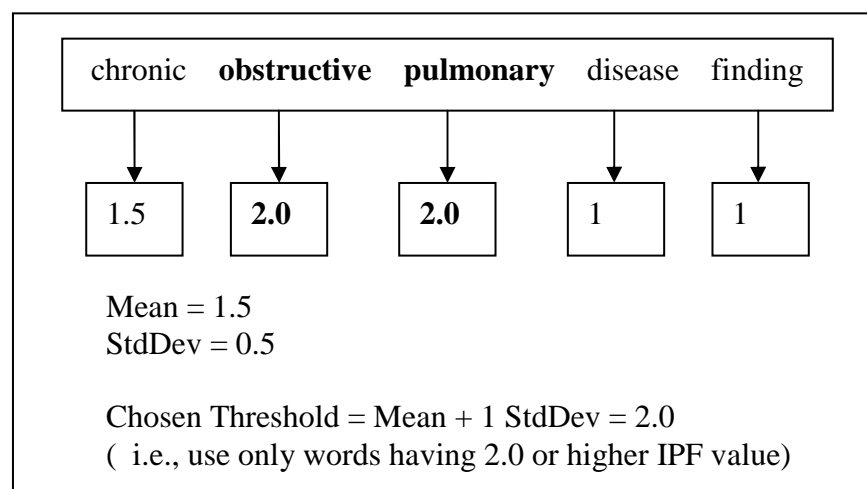 chronic obstructive pulmonary disease finding
1.5 2.0 2.0 1 1
Mean = 1.5
StdDev = 0.5
Chosen Threshold = Mean + 1 StdDev = 2.0
( i.e., use only words having 2.0 or higher IPF value)